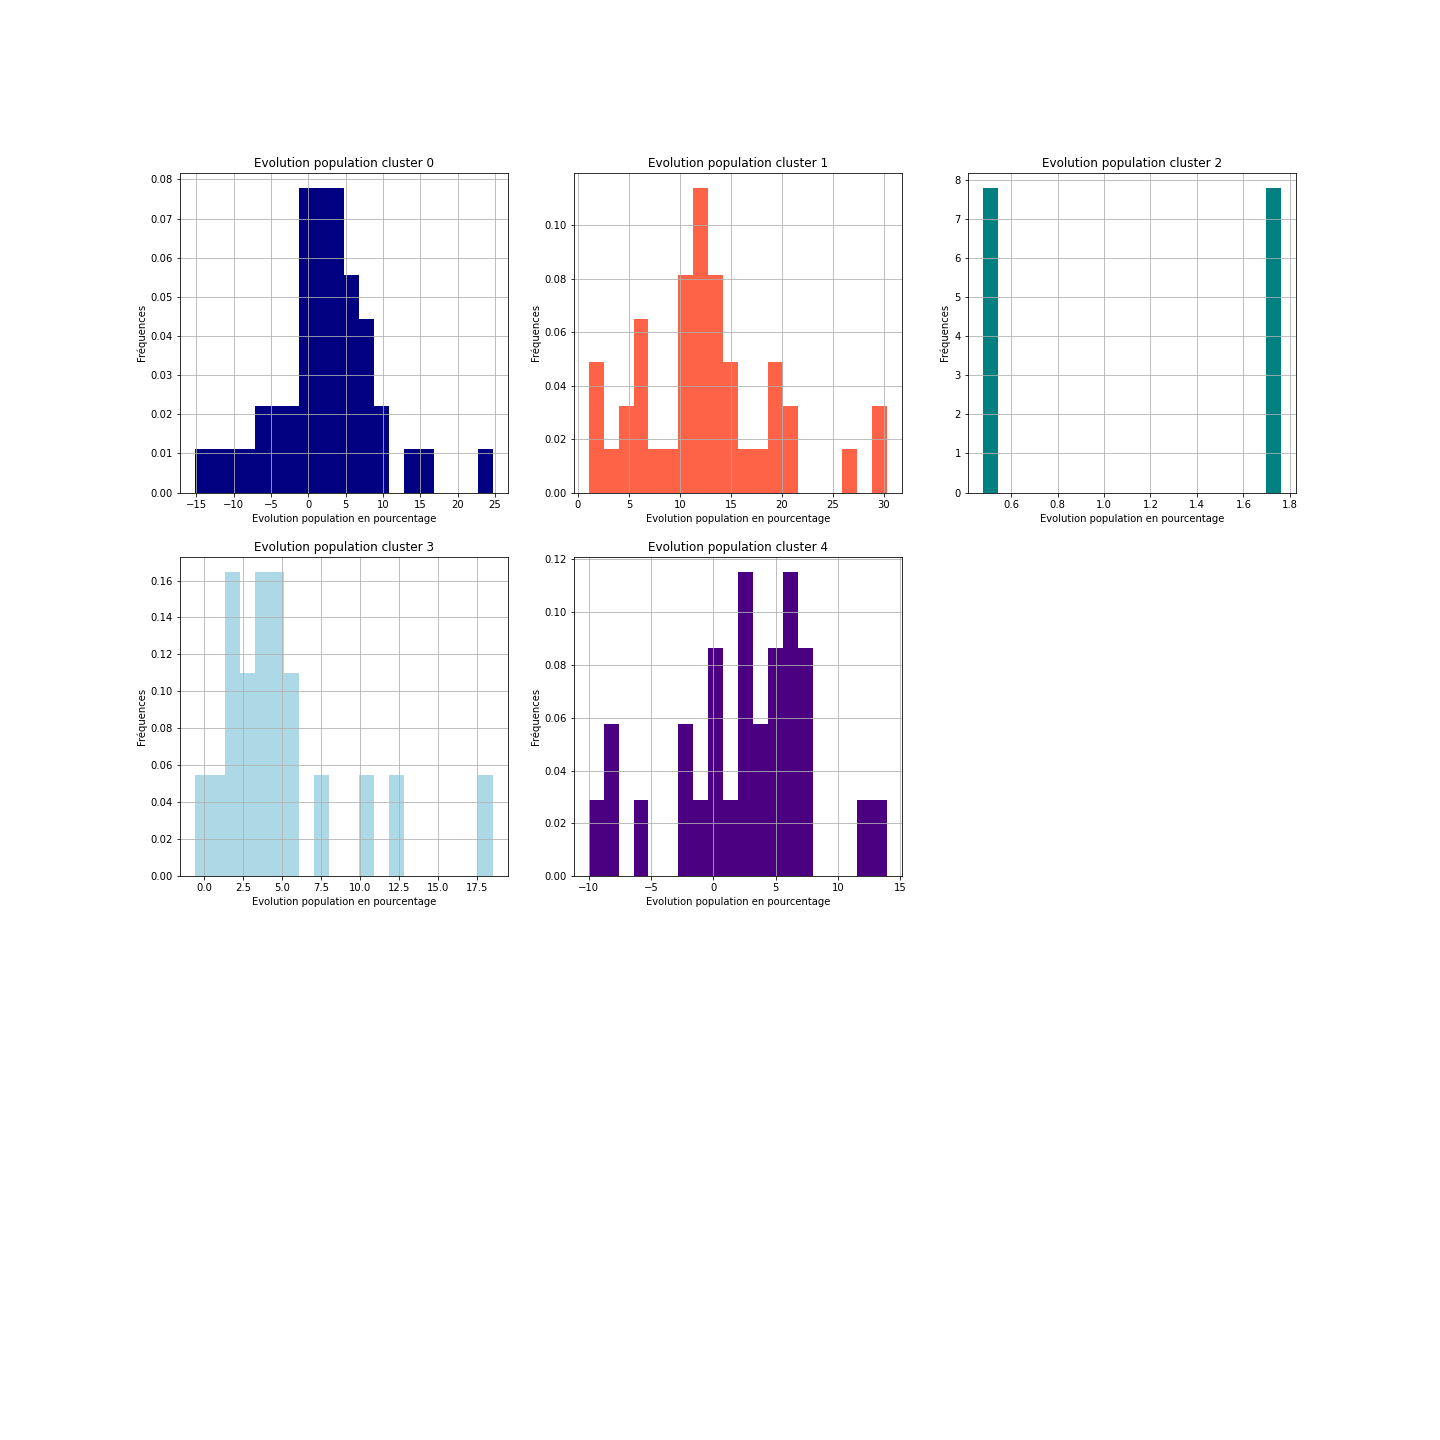 Evolution population cluster 0
0.08
0.07
0.06
0.05
0.04
0.03
0.02
0.01
0.00
Fréquences
−15 −10 −5 0 5 10 15 20 25
Evolution population en pourcentage
Evolution population cluster 1
0.10
0.08
0.06
0.04
0.02
0.00
Fréquences
0 5 10 15 20 25 30
Evolution population en pourcentage
Evolution population cluster 2
8
7
6
5
4
3
2
1
0
Fréquences
0.6 0.8 1.0 1.2 1.4 1.6 1.8
Evolution population en pourcentage
Evolution population cluster 3
0.16
0.14
0.12
0.10
0.08
0.06
0.04
0.02
0.00
Fréquences
0.0 2.5 5.0 7.5 10.0 12.5 15.0 17.5
Evolution population en pourcentage
Evolution population cluster 4
0.12
0.10
0.08
0.06
0.04
0.02
0.00
Fréquences
−10 −5 0 5 10 15
Evolution population en pourcentage